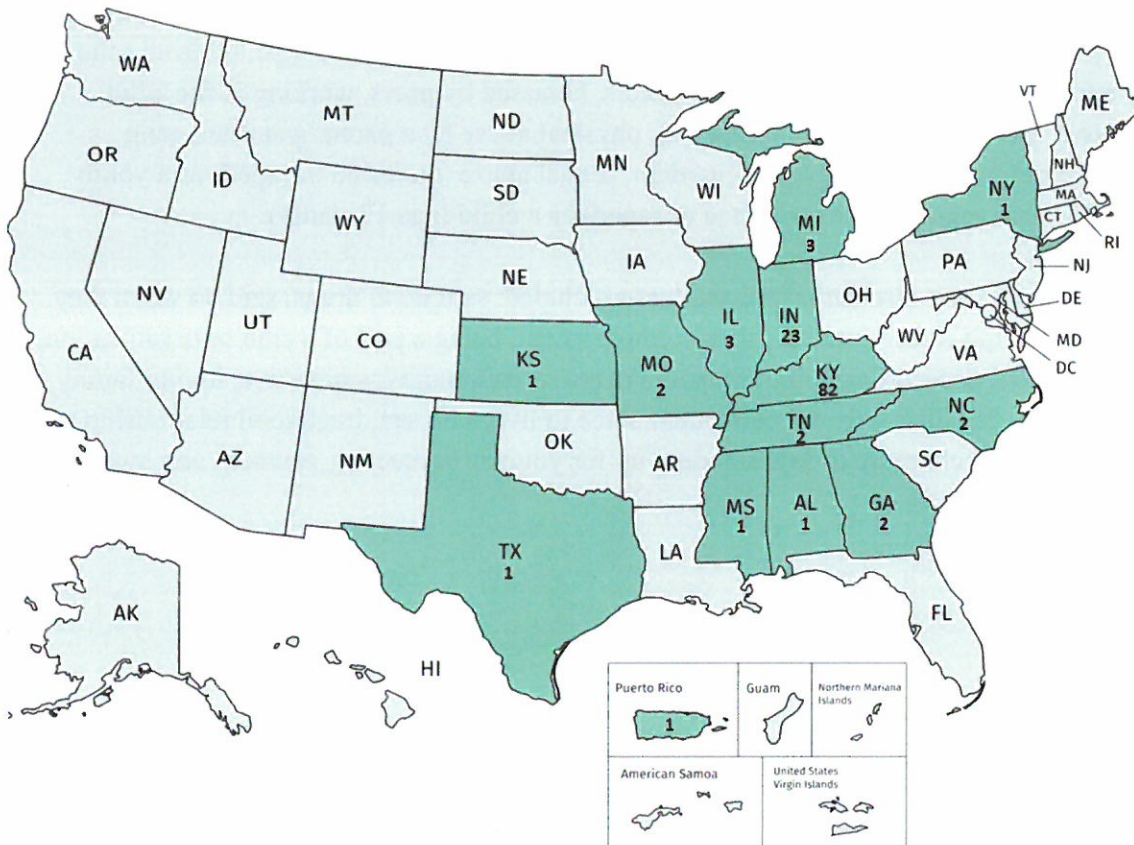 WA
OR
CA
NV
ID
MT
WY
UT
AZ
CO
NM
ND
SD
NE
KS
1
OK
TX
1
MN
IA
MO
2
AR
LA
WI
IL
3
MI
3
IN
23
OH
KY
82
TN
2
MS
1
AL
1
GA
2
FL
SC
NC
2
VA
WV
PA
NY
1
VT
NH
ME
MA
CT
RI
NJ
DE
MD
DC
AK
HI
Puerto Rico
1
Guam
Northern Mariana
Islands
American Samoa
United States
Virgin Islands